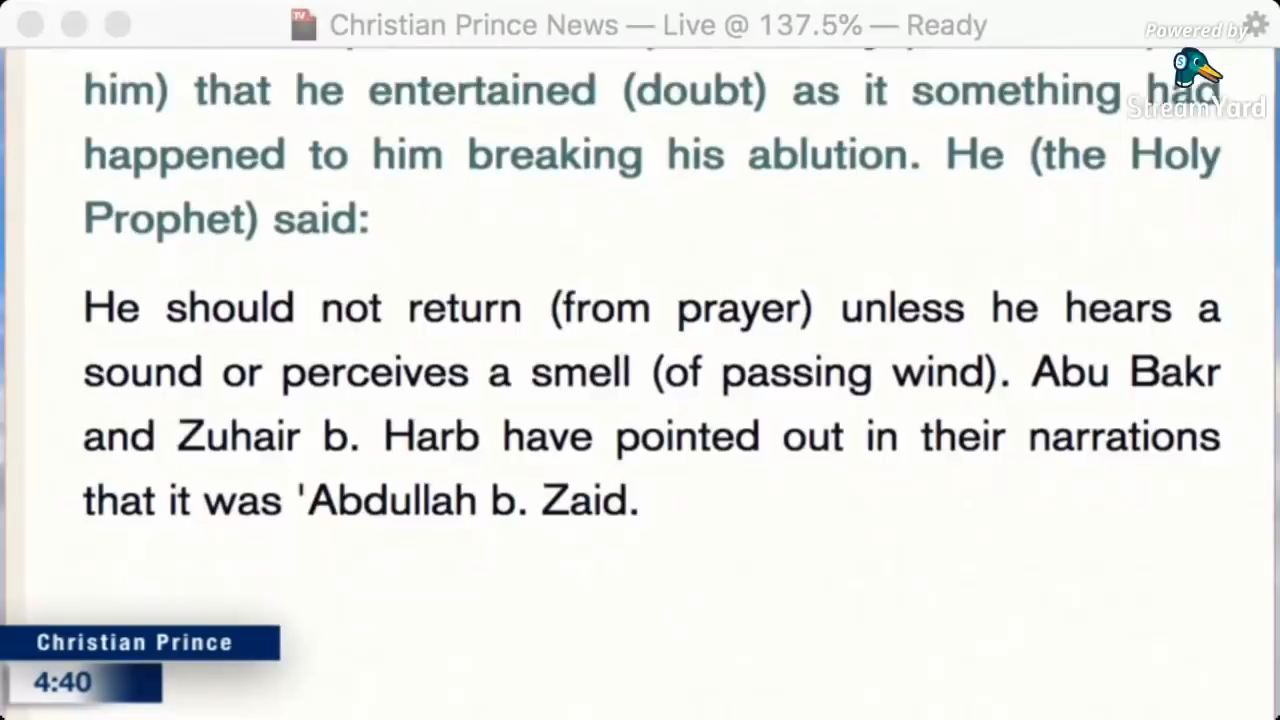 Christian Prince News — Live @ 137.5% — Ready
Powered by
StreamYard
him) that he entertained (doubt) as it something had
happened to him breaking his ablution. He (the Holy
Prophet) said:
He should not return (from prayer) unless he hears a
sound or perceives a smell (of passing wind). Abu Bakr
and Zuhair b. Harb have pointed out in their narrations
that it was 'Abdullah b. Zaid.
Christian Prince
4:40